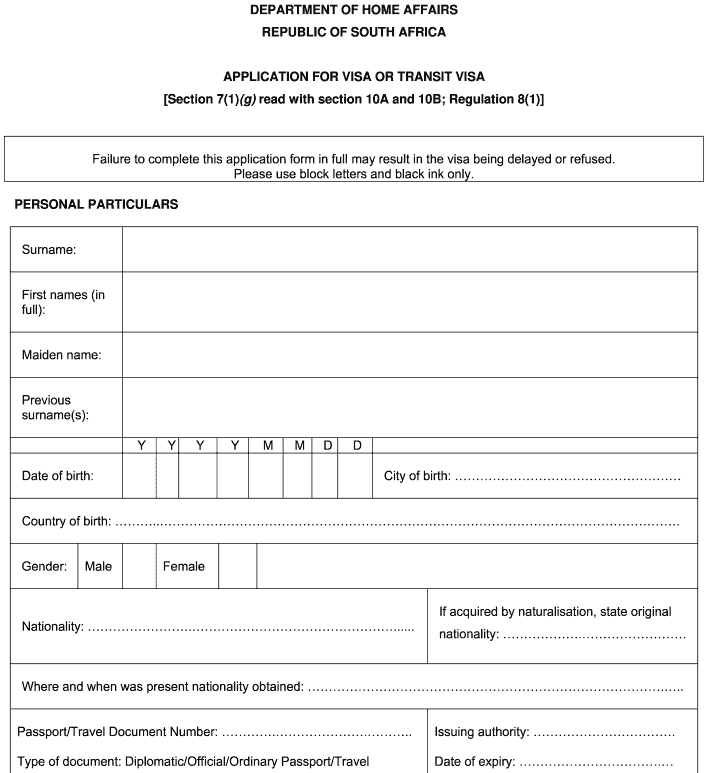 DEPARTMENT OF HOME AFFAIRS
REPUBLIC OF SOUTH AFRICA
APPLICATION FOR VISA OR TRANSIT VISA
[Section 7(1)(g) read with section 10A and 10B; Regulation 8(1)]
Failure to complete this application form in full may result in the visa being delayed or refused.
Please use block letters and black ink only.
PERSONAL PARTICULARS
Surname:
First names (in
full):
Maiden name:
Previous
surname(s):
Y Y Y Y M M D D
Date of birth: City of birth: ………………………………………………
Country of birth: ………...………………………………………………………………………………………….
Gender: Male Female
Nationality: …………………………………………………………………….....
If acquired by naturalisation, state original
nationality: …………………………………….
Where and when was present nationality obtained: …………………………………………………………………….…..
Passport/Travel Document Number: ……………………………………….. Issuing authority: …………………………….
Type of document: Diplomatic/Official/Ordinary Passport/Travel Date of expiry: ……………………………….